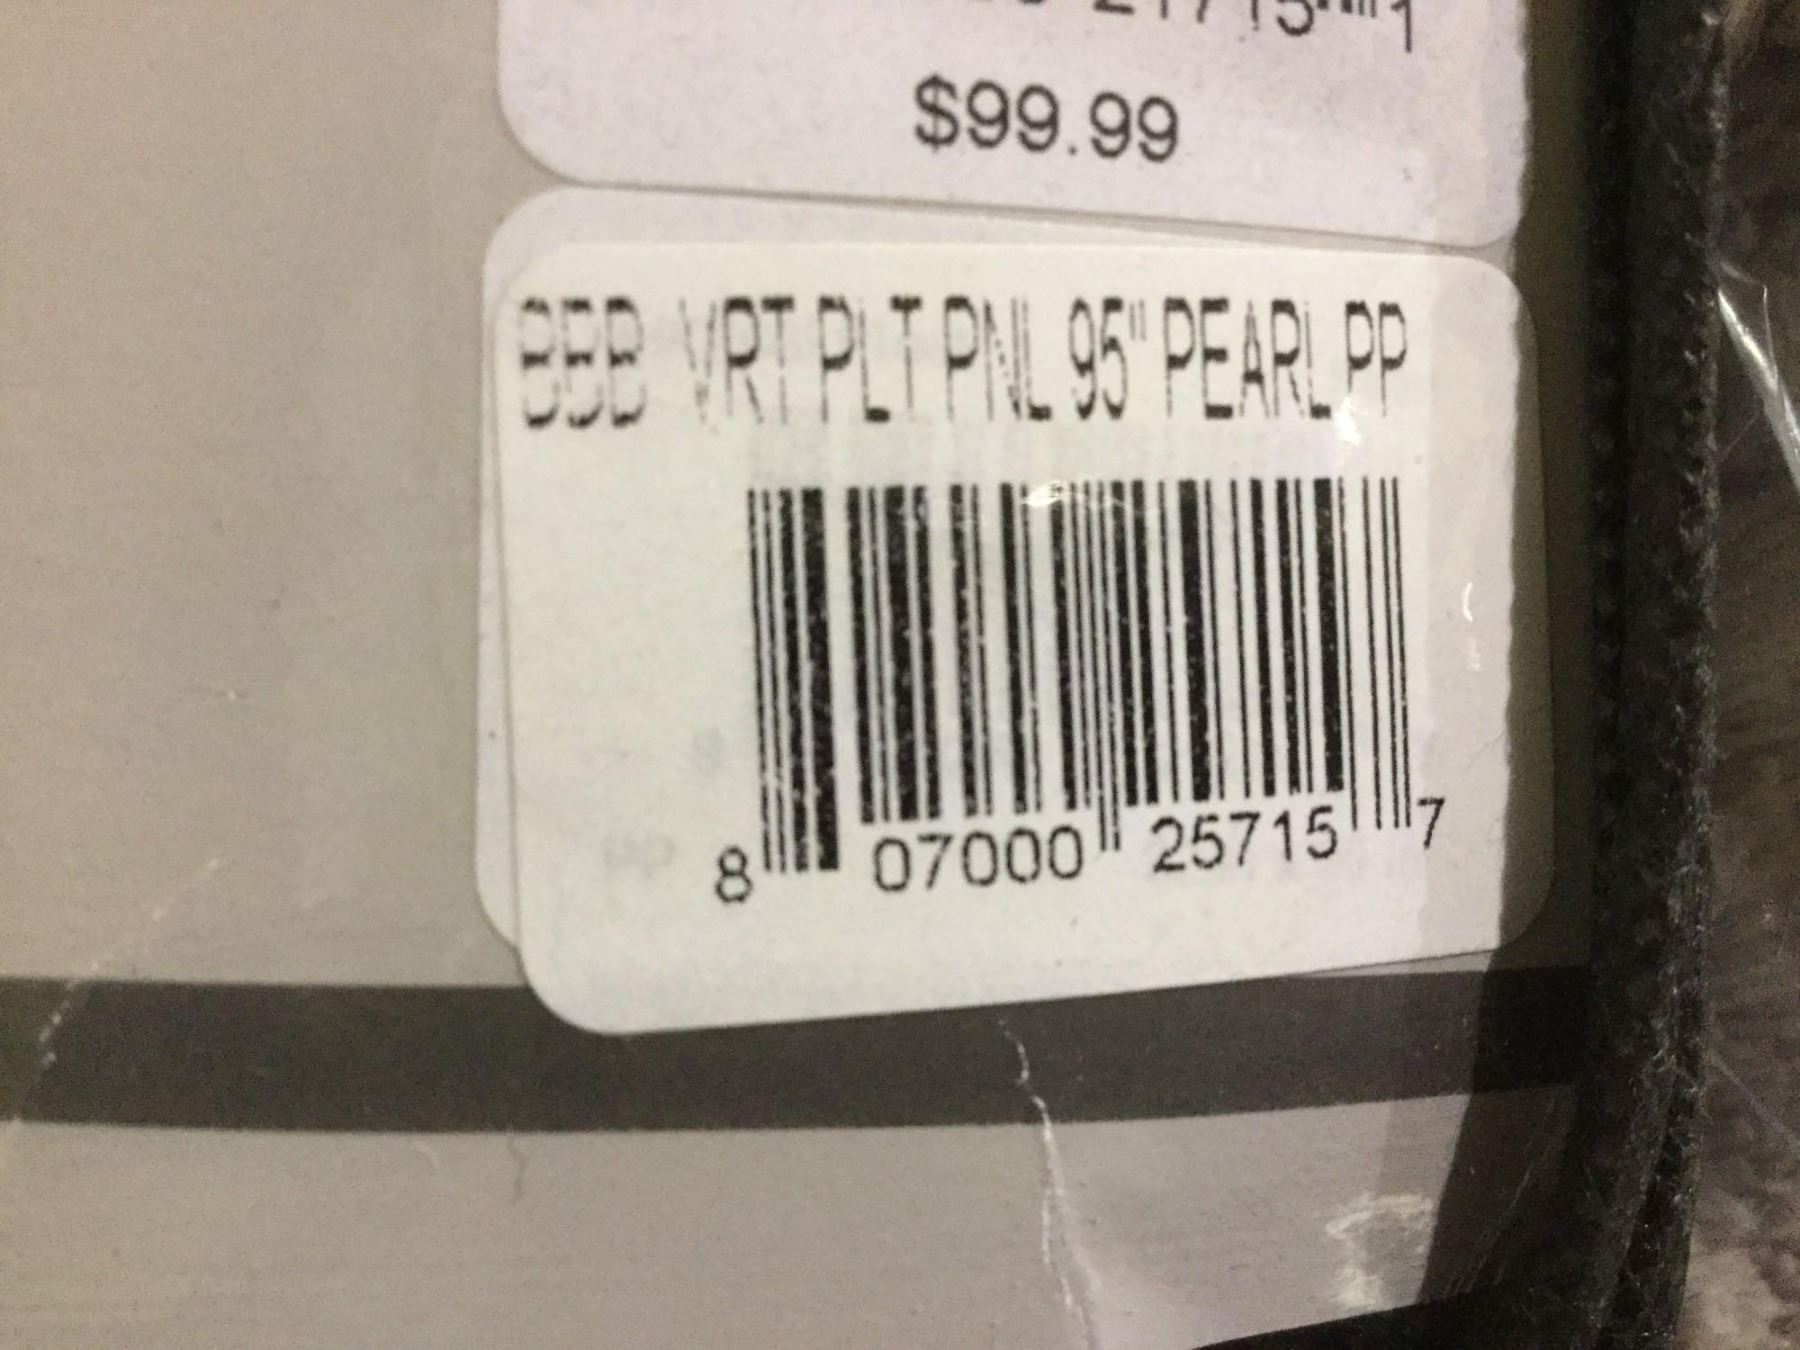 $99.99
BBB VRT PLT PNL 95" PEARL PP
8 07000 25715 7